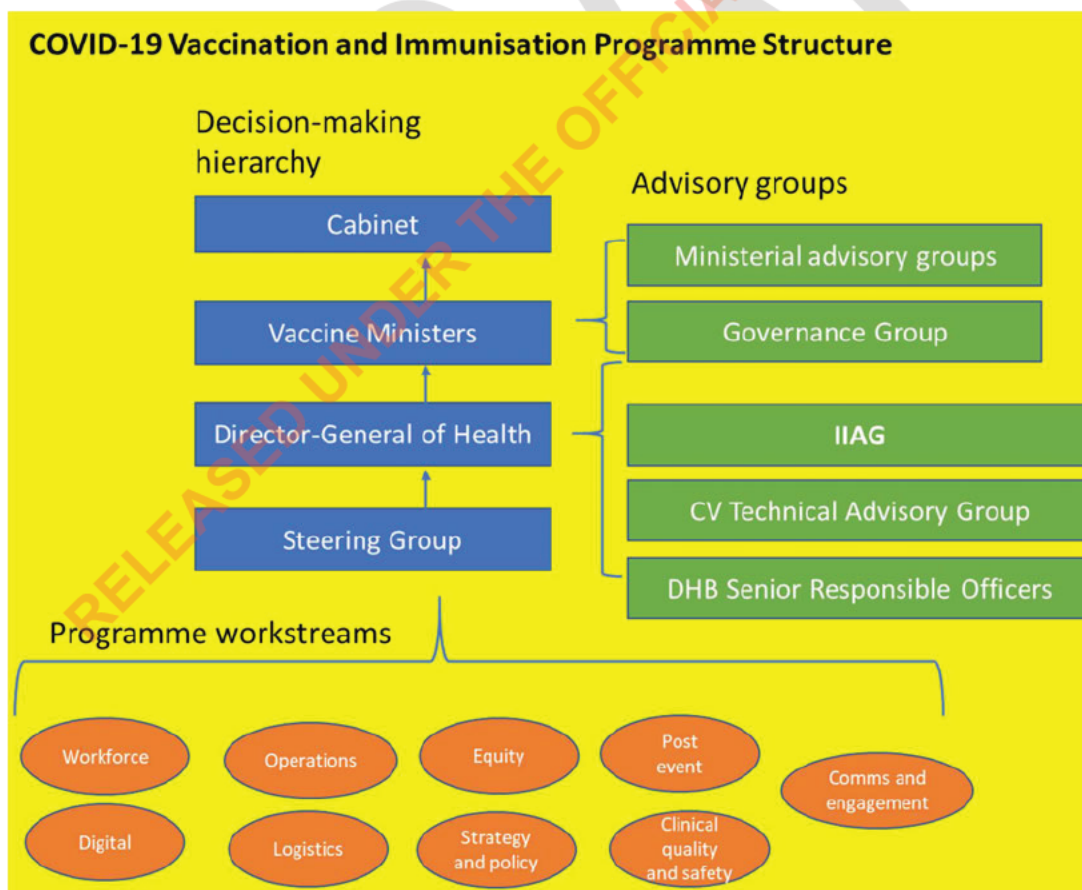 COVID-19 Vaccination and Immunisation Programme Structure
Decision-making
hierarchy
Cabinet
Vaccine Ministers
Director-General of Health
Steering Group
Advisory groups
Ministerial advisory groups
Governance Group
IIAG
CV Technical Advisory Group
DHB Senior Responsible Officers
Programme workstreams
Workforce
Operations
Equity
Post
event
Comms and
engagement
Digital
Logistics
Strategy
and policy
Clinical
quality
and safety
RELEASED UNDER THE